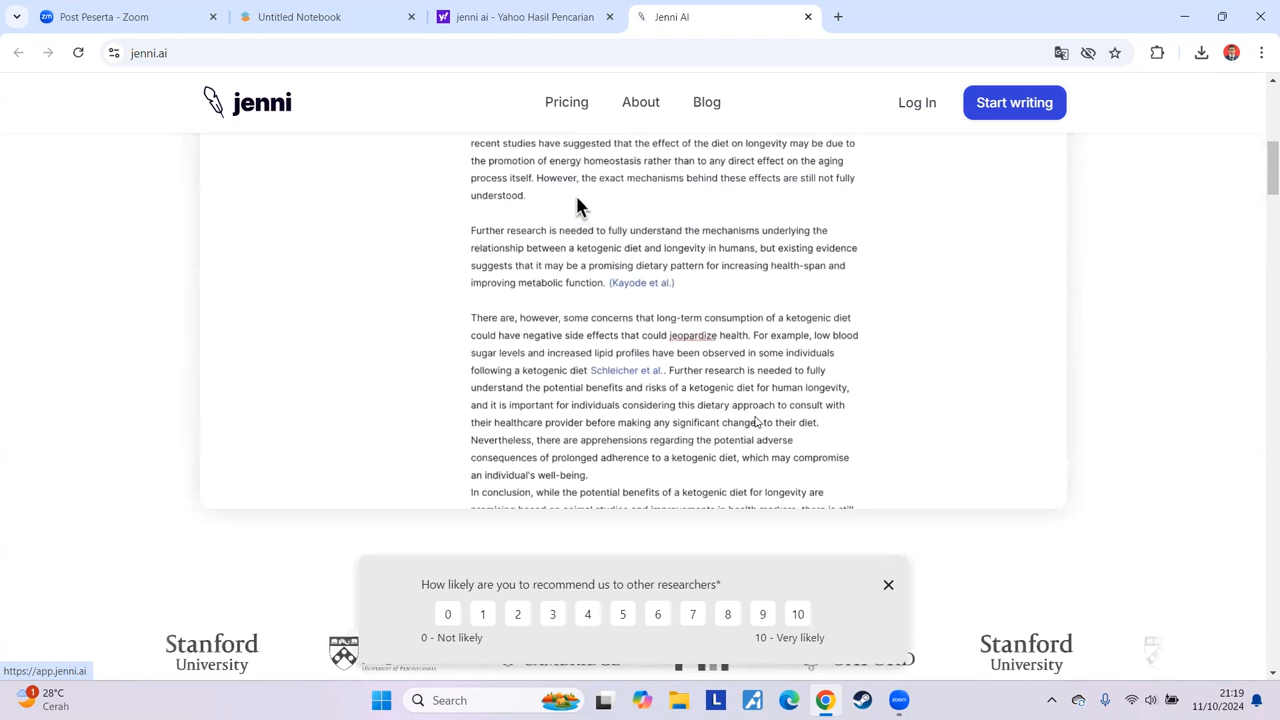 Post Peserta - Zoom
Untitled Notebook
jenni ai - Yahoo Hasil Pencarian
Jenni AI
jenni.ai
jenni
Pricing
About
Blog
Log In
Start writing
recent studies have suggested that the effect of the diet on longevity may be due to
the promotion of energy homeostasis rather than to any direct effect on the aging
process itself. However, the exact mechanisms behind these effects are still not fully
understood.
Further research is needed to fully understand the mechanisms underlying the
relationship between a ketogenic diet and longevity in humans, but existing evidence
suggests that it may be a promising dietary pattern for increasing health-span and
improving metabolic function. (Kayode et al.)
There are, however, some concerns that long-term consumption of a ketogenic diet
could have negative side effects that could jeopardize health. For example, low blood
sugar levels and increased lipid profiles have been observed in some individuals
following a ketogenic diet Schleicher et al.. Further research is needed to fully
understand the potential benefits and risks of a ketogenic diet for human longevity,
and it is important for individuals considering this dietary approach to consult with
their healthcare provider before making any significant change to their diet.
Nevertheless, there are apprehensions regarding the potential adverse
consequences of prolonged adherence to a ketogenic diet, which may compromise
an individual's well-being.
In conclusion, while the potential benefits of a ketogenic diet for longevity are
How likely are you to recommend us to other researchers*
0 1 2 3 4 5 6 7 8 9 10
0 - Not likely
10 - Very likely
Stanford
University
Stanford
University
https://app.jenni.ai
1
28°C
Cerah
Search
21:19
11/10/2024